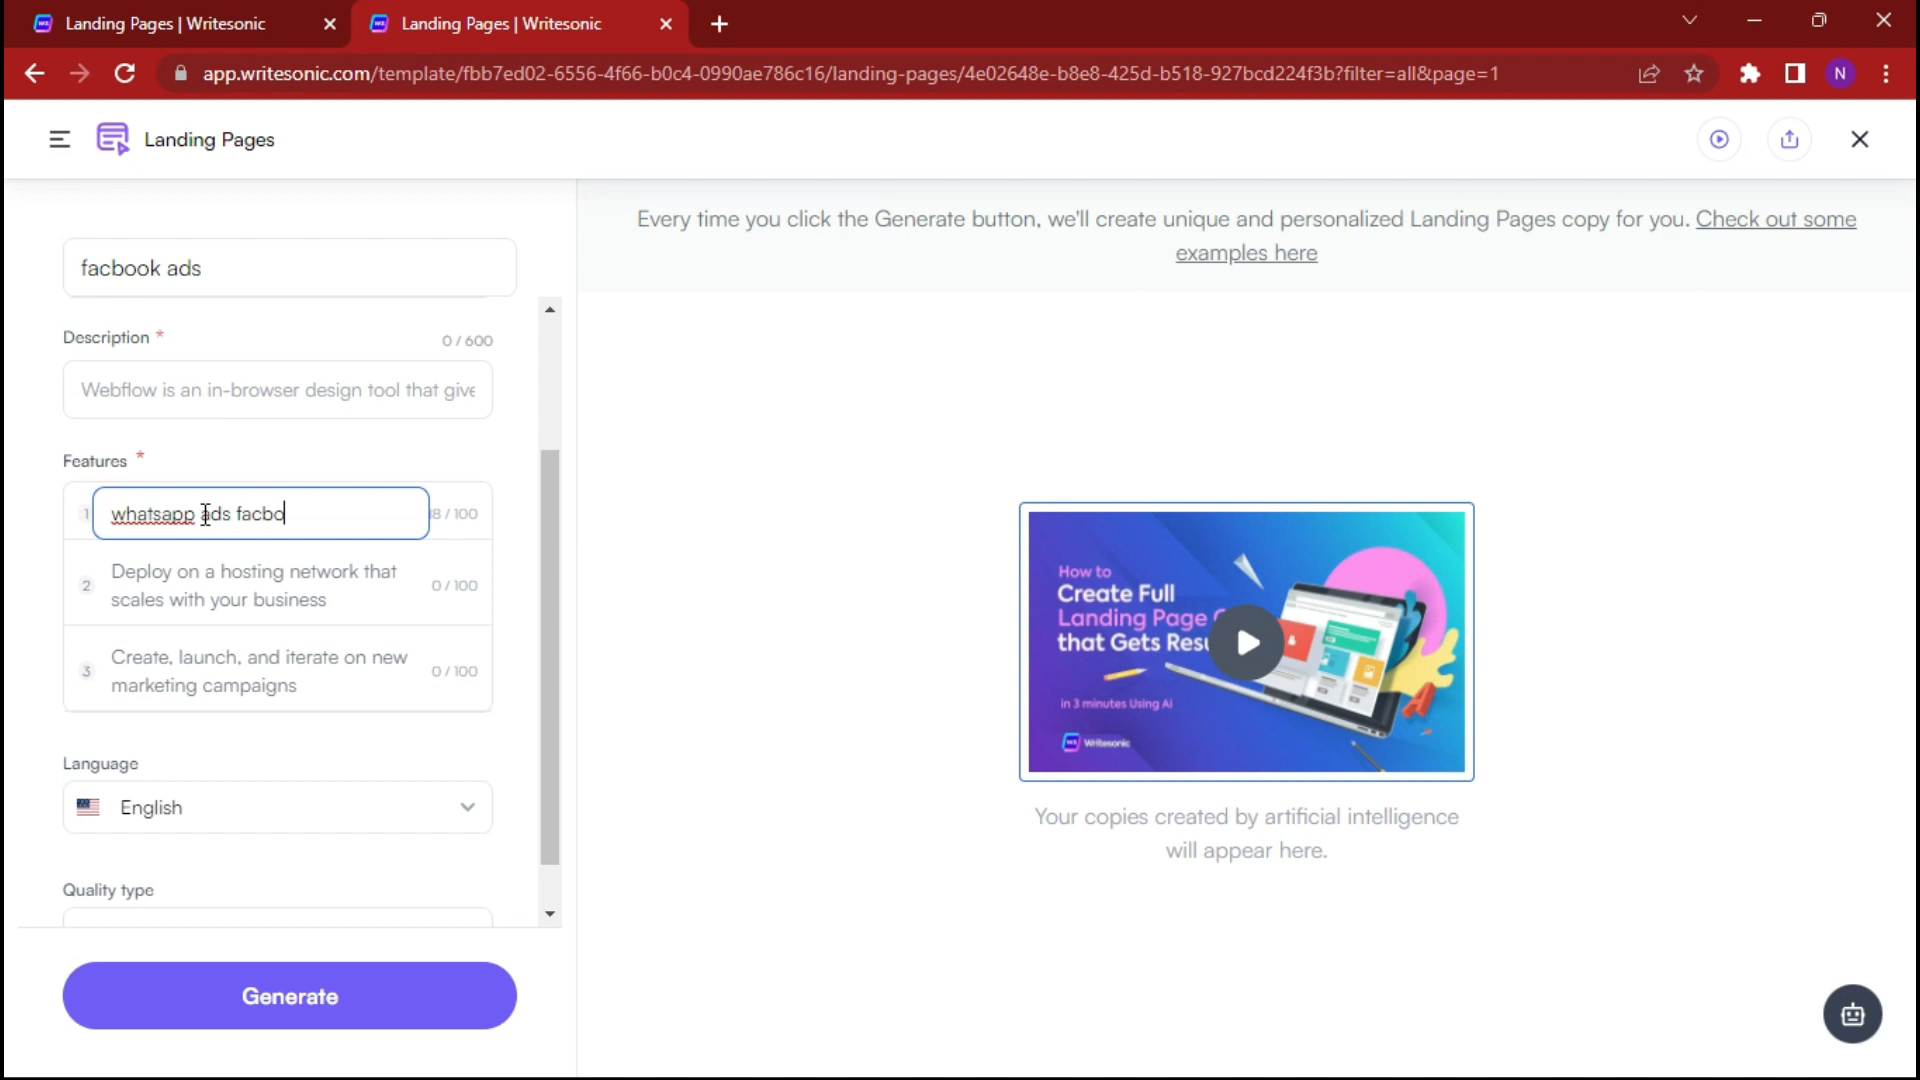 Landing Pages | Writesonic
Landing Pages | Writesonic
app.writesonic.com/template/fbb7ed02-6556-4f66-b0c4-0990ae786c16/landing-pages/4e02648e-b8e8-425d-b518-927bcd224f3b?filter=all&page=1
N
Landing Pages
Every time you click the Generate button, we'll create unique and personalized Landing Pages copy for you. Check out some
examples here
facbook ads
Description *
0 / 600
Webflow is an in-browser design tool that give
Features *
1 whatsapp ads facbo 18 / 100
2 Deploy on a hosting network that
scales with your business
0 / 100
3 Create, launch, and iterate on new
marketing campaigns
0 / 100
Language
English
Quality type
Generate
How to
Create Full
Landing Page
that Gets Resu
in 3 minutes Using Ai
Writesonic
Your copies created by artificial intelligence
will appear here.